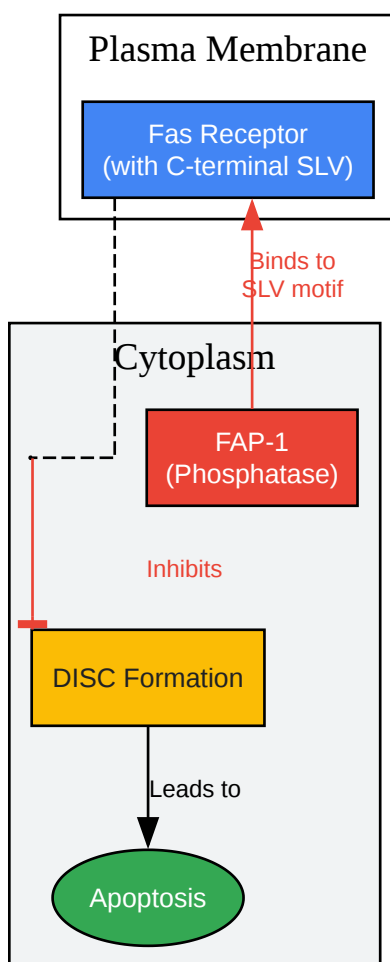 Plasma Membrane
Fas Receptor
(with C-terminal SLV)
Binds to
SLV motif
Cytoplasm
FAP-1
(Phosphatase)
Inhibits
DISC Formation
Leads to
Apoptosis